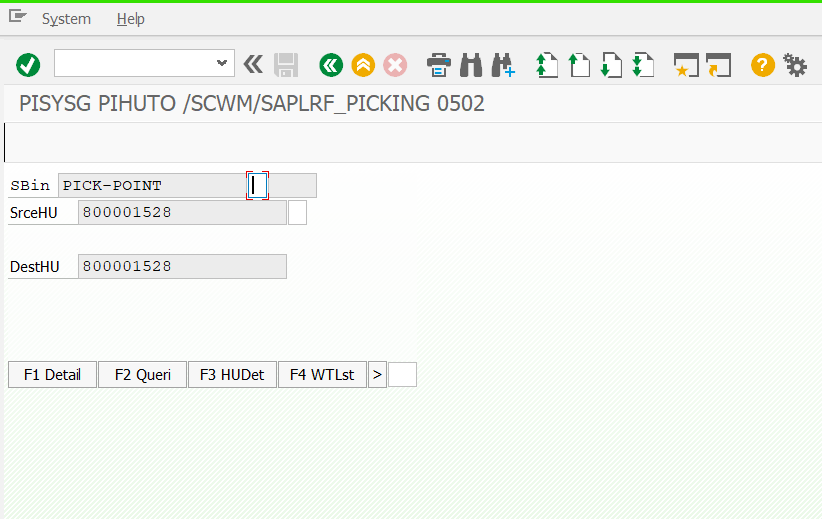 System Help
PISYSG PIHUTO /SCWM/SAPLRF_PICKING 0502
SBin PICK-POINT
SrceHU 800001528
DestHU 800001528
F1 Detail F2 Queri F3 HUDet F4 WTLst >